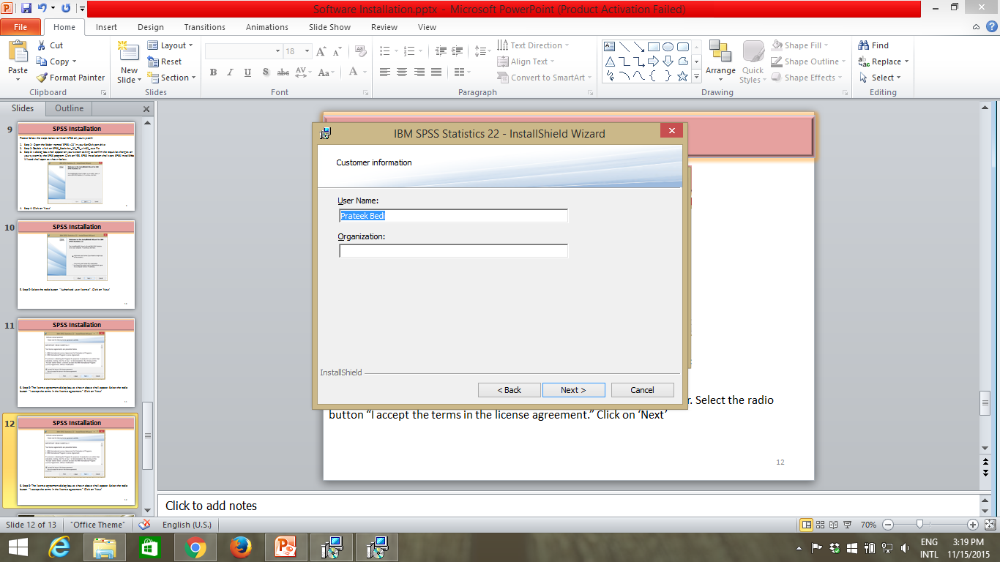 Software Installation.pptx - Microsoft PowerPoint (Product Activation Failed)
File Home Insert Design Transitions Animations Slide Show Review View
Paste
Cut
Copy
Format Painter
Clipboard
New
Slide
Layout
Reset
Section
Slides
18
B I U S abc AV Aa A
Font
Text Direction
Align Text
Convert to SmartArt
Paragraph
Arrange
Quick
Styles
Shape Fill
Shape Outline
Shape Effects
Drawing
Find
Replace
Select
Editing
Slides Outline
9
SPSS Installation
10
SPSS Installation
11
SPSS Installation
12
SPSS Installation
IBM SPSS Statistics 22 - InstallShield Wizard
Customer information
User Name:
Prateek Bedi
Organization:
InstallShield
< Back Next > Cancel
r. Select the radio
button “I accept the terms in the license agreement.” Click on ‘Next’
12
Click to add notes
Slide 12 of 13 "Office Theme" English (U.S.) 70%
ENG 3:19 PM
INTL 11/15/2015